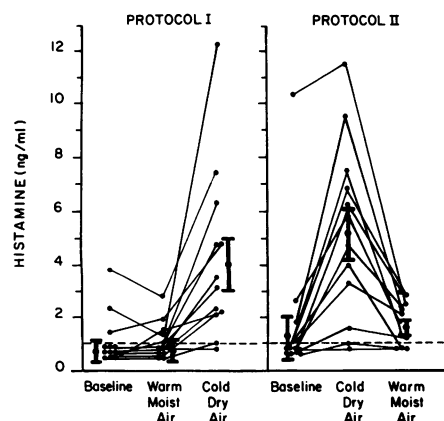 PROTOCOL I
PROTOCOL II
HISTAMINE (ng/ml)
12
10
8
6
4
2
0
Baseline
Warm
Moist
Air
Cold
Dry
Air
Baseline
Cold
Dry
Air
Warm
Moist
Air